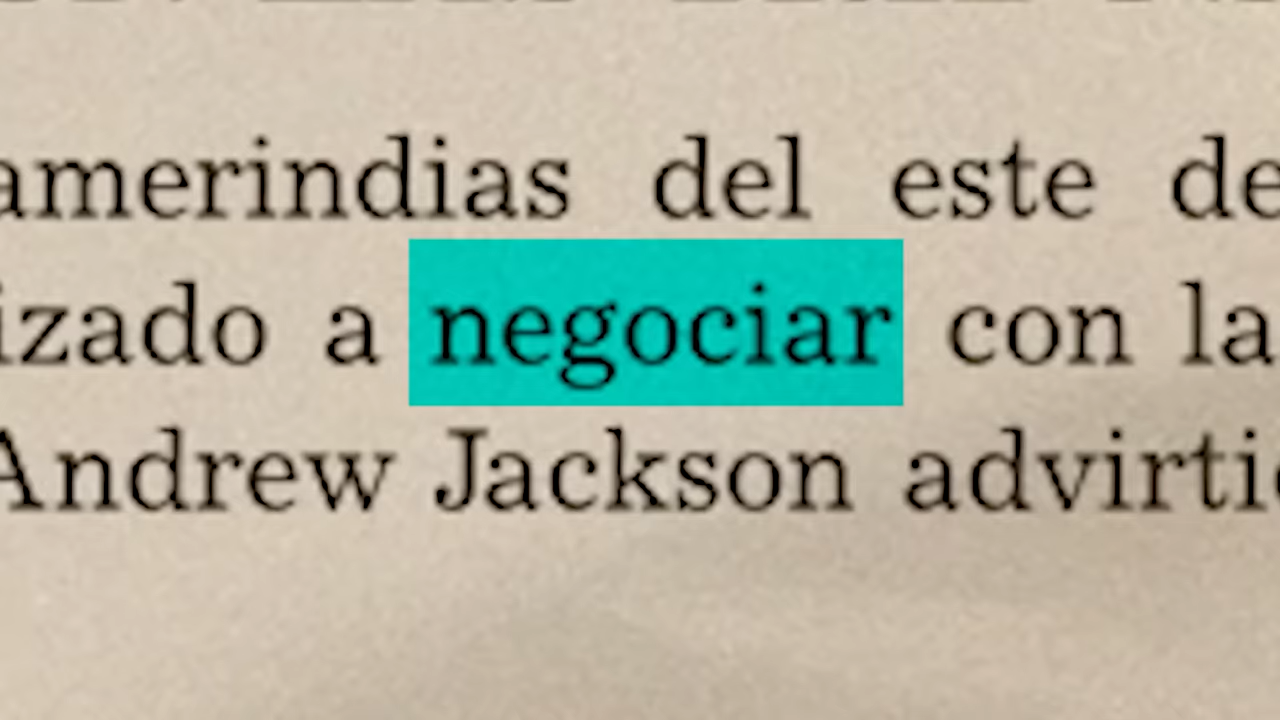 amerindias del este de
izado a negociar con la
Andrew Jackson advirti